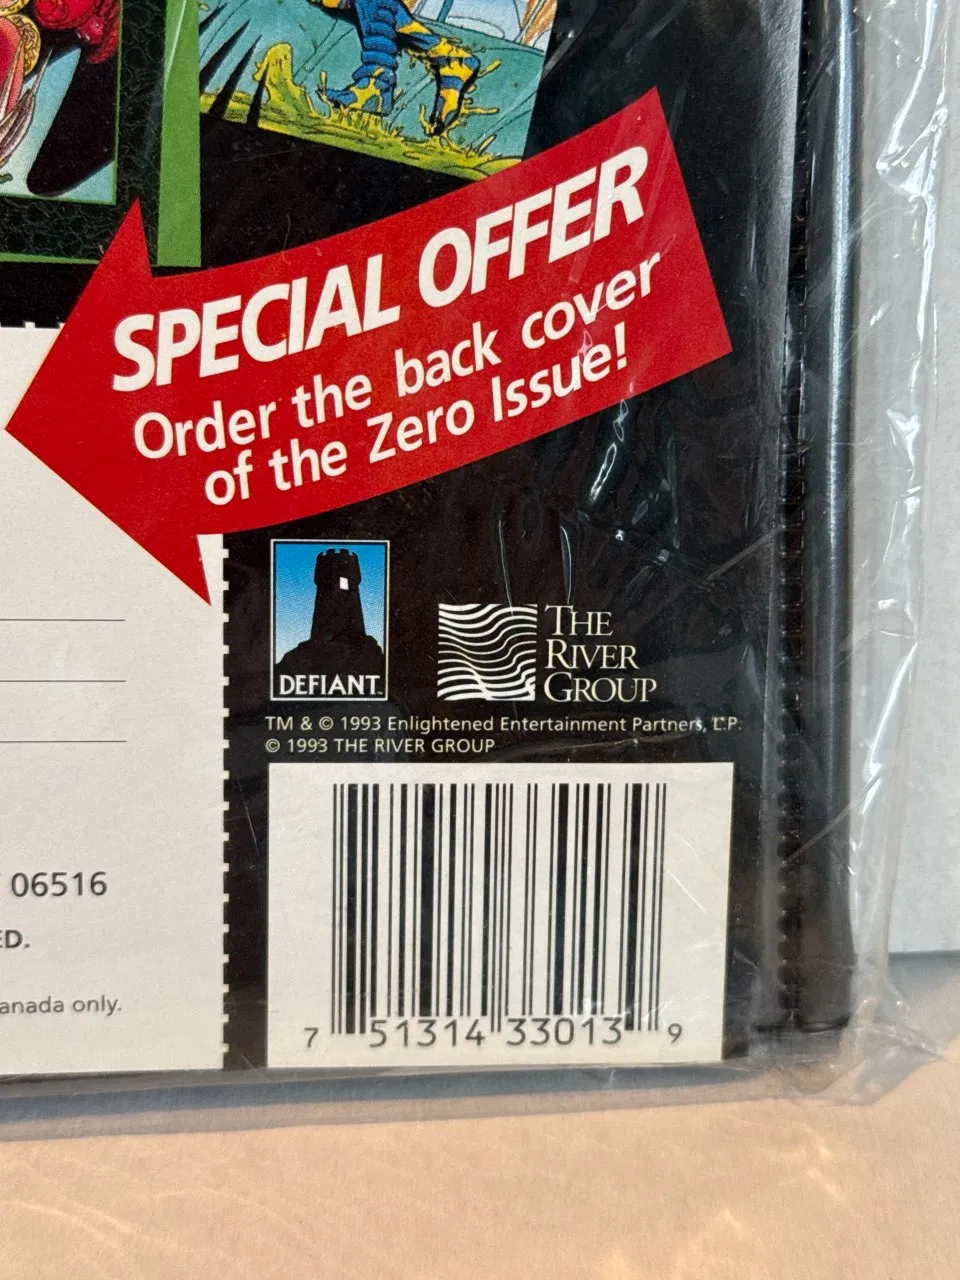 SPECIAL OFFER
Order the back cover
of the Zero Issue!
DEFIANT
THE
RIVER
GROUP
TM & © 1993 Enlightened Entertainment Partners, L.P.
© 1993 THE RIVER GROUP
06516
ED.
anada only.
7 51314 33013 9